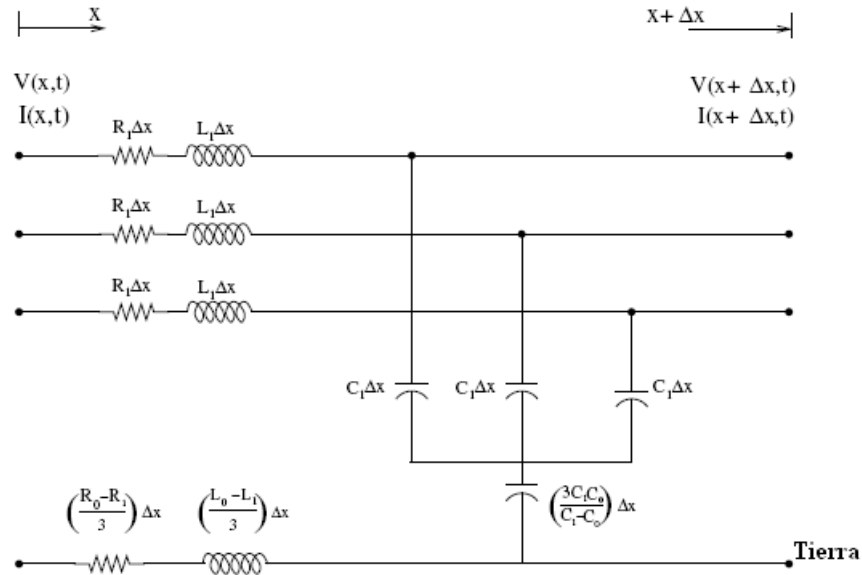 x
x+ Δx
V(x,t)
I(x,t)
V(x+ Δx,t)
I(x+ Δx,t)
R₁Δx
L₁Δx
R₁Δx
L₁Δx
R₁Δx
L₁Δx
C₁Δx
C₁Δx
C₁Δx
(R₀−R₁/3) Δx
(L₀−L₁/3) Δx
(3C₁C₀/C₁−C₀) Δx
Tierra